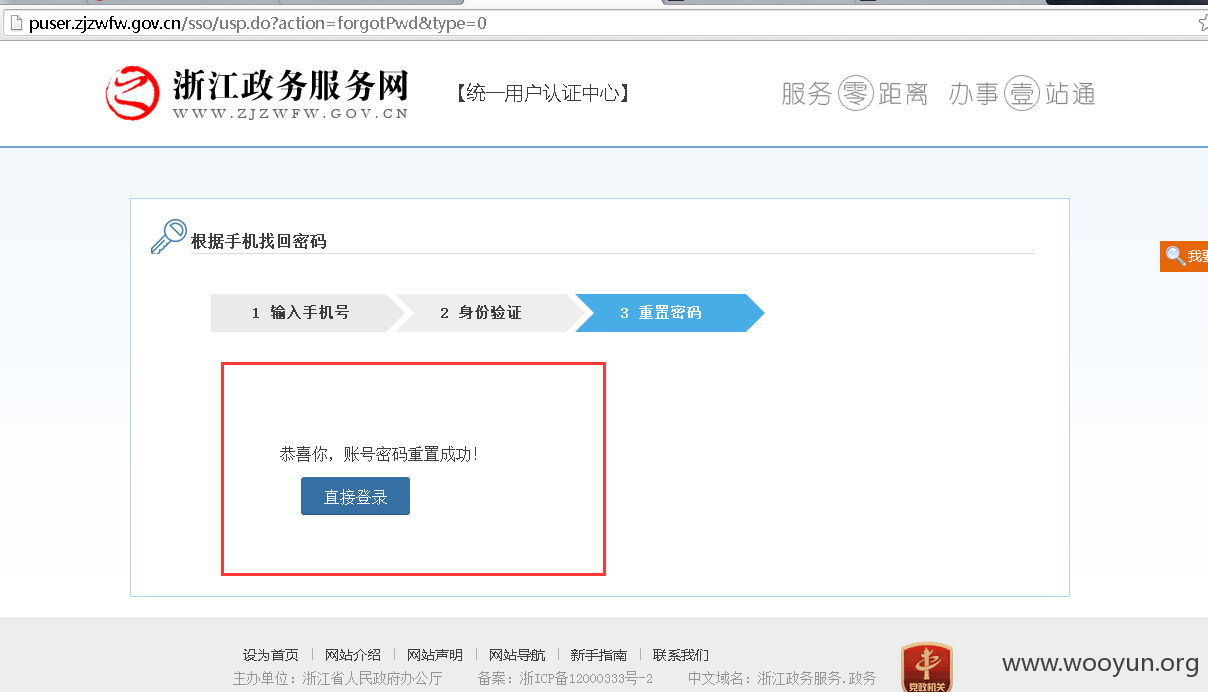 puser.zjzwfw.gov.cn/sso/usp.do?action=forgotPwd&type=0
浙江政务服务网
WWW.ZJZWFW.GOV.CN
【统一用户认证中心】
服务零距离 办事壹站通
根据手机找回密码
我要
1 输入手机号
2 身份验证
3 重置密码
恭喜你，账号密码重置成功！
直接登录
设为首页 | 网站介绍 | 网站声明 | 网站导航 | 新手指南 | 联系我们
主办单位：浙江省人民政府办公厅 备案：浙ICP备12000333号-2 中文域名：浙江政务服务.政务
党政机关
www.wooyun.org